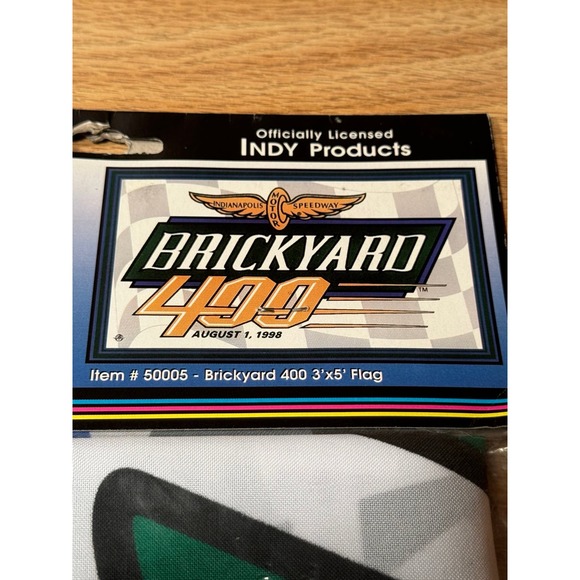 Officially Licensed
INDY Products
INDIANAPOLIS MOTOR SPEEDWAY
BRICKYARD
400
TM
AUGUST 1, 1998
Item # 50005 - Brickyard 400 3'x5' Flag